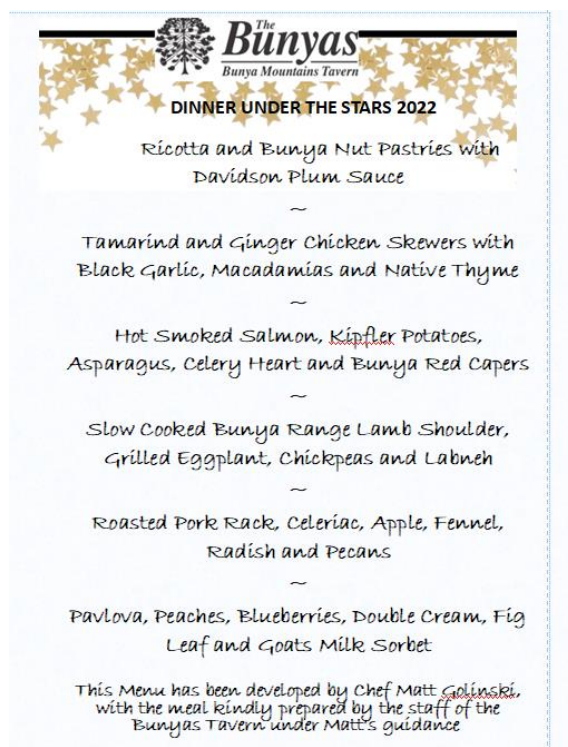 The
Bunyas
Bunya Mountains Tavern
DINNER UNDER THE STARS 2022
Ricotta and Bunya Nut Pastries with
Davidson Plum Sauce
~
Tamarind and Ginger Chicken Skewers with
Black Garlic, Macadamias and Native Thyme
~
Hot Smoked Salmon, Kipfler Potatoes,
Asparagus, Celery Heart and Bunya Red Capers
~
Slow Cooked Bunya Range Lamb Shoulder,
Grilled Eggplant, Chickpeas and Labneh
~
Roasted Pork Rack, Celeriac, Apple, Fennel,
Radish and Pecans
~
Pavlova, Peaches, Blueberries, Double Cream, Fig
Leaf and Goats Milk Sorbet
This Menu has been developed by Chef Matt Golinski,
with the meal kindly prepared by the staff of the
Bunyas Tavern under Matt's guidance